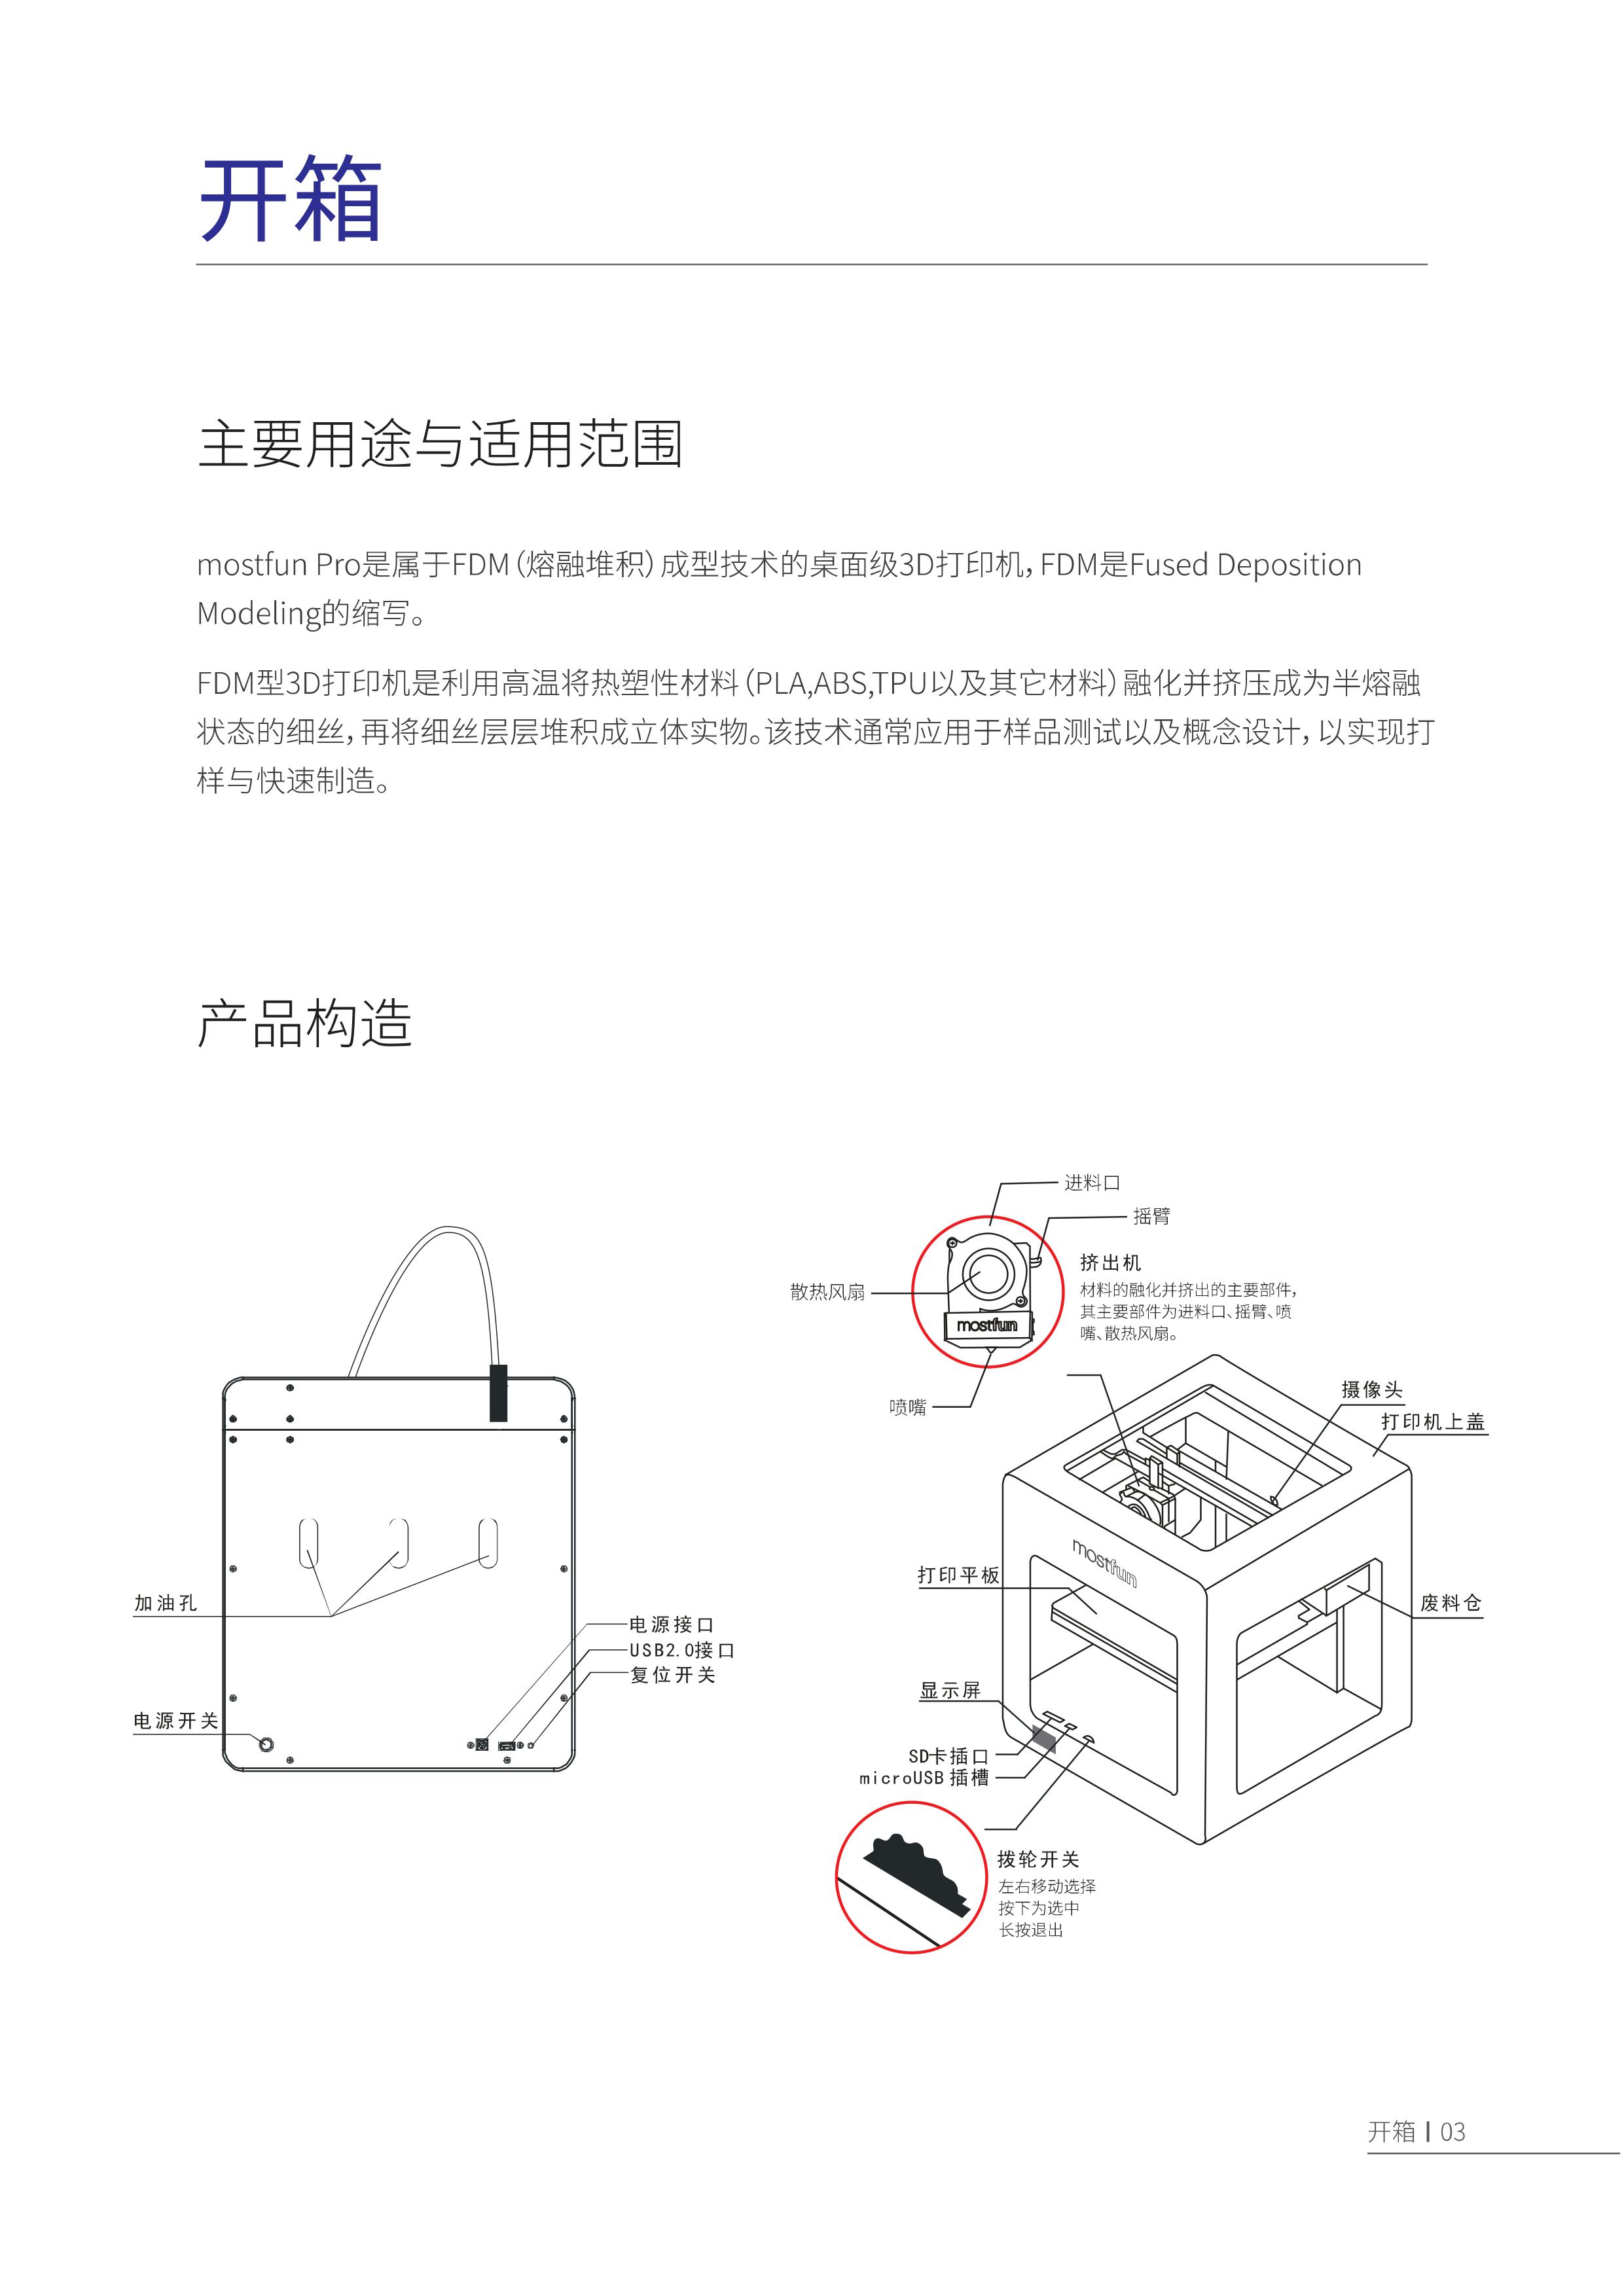 开箱
主要用途与适用范围
mostfun Pro是属于FDM（熔融堆积）成型技术的桌面级3D打印机，FDM是Fused Deposition
Modeling的缩写。
FDM型3D打印机是利用高温将热塑性材料（PLA,ABS,TPU以及其它材料）融化并挤压成为半熔融
状态的细丝，再将细丝层层堆积成立体实物。该技术通常应用于样品测试以及概念设计，以实现打
样与快速制造。
产品构造
加油孔
电源开关
电源接口
USB2.0接口
复位开关
进料口
摇臂
散热风扇
mostfun
喷嘴
挤出机
材料的融化并挤出的主要部件，
其主要部件为进料口、摇臂、喷
嘴、散热风扇。
摄像头
打印机上盖
mostfun
打印平板
废料仓
显示屏
SD卡插口
microUSB 插槽
拨轮开关
左右移动选择
按下为选中
长按退出
开箱 | 03